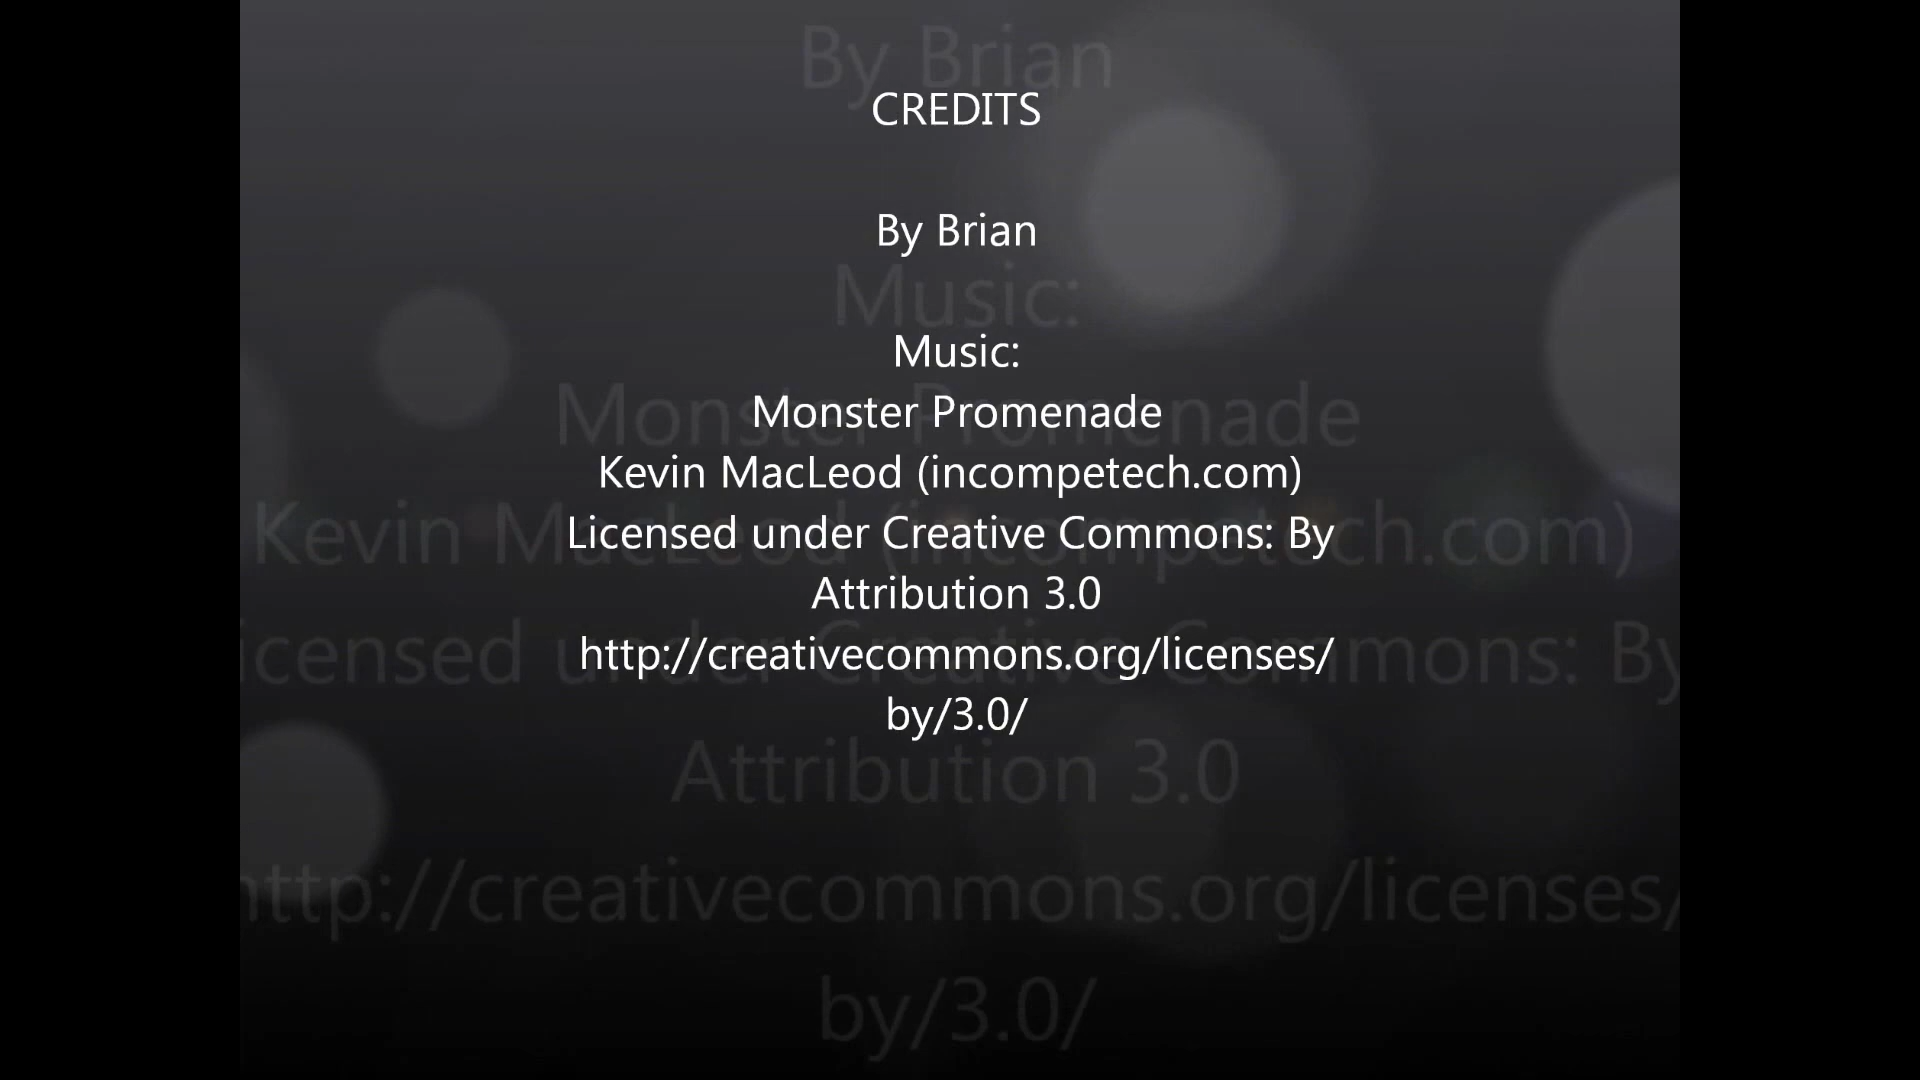 CREDITS
By Brian
Music:
Monster Promenade
Kevin MacLeod (incompetech.com)
Licensed under Creative Commons: By
Attribution 3.0
http://creativecommons.org/licenses/
by/3.0/